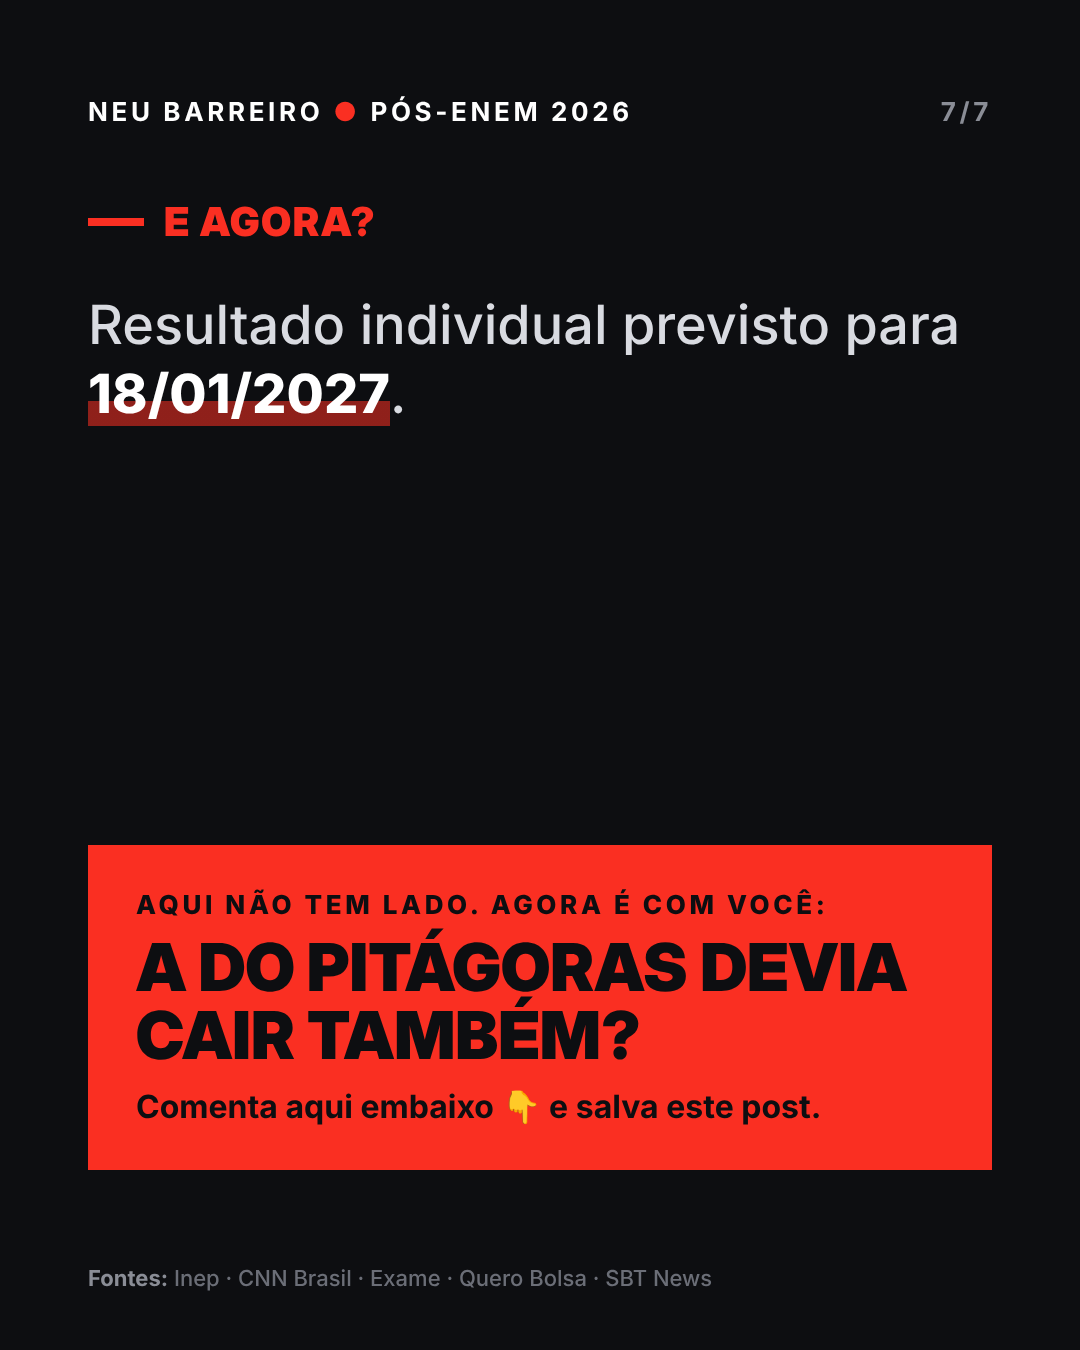 NEU BARREIRO ● PÓS-ENEM 2026
7/7
E AGORA?
Resultado individual previsto para
18/01/2027.
AQUI NÃO TEM LADO. AGORA É COM VOCÊ:
A DO PITÁGORAS DEVIA
CAIR TAMBÉM?
Comenta aqui embaixo 👇 e salva este post.
Fontes: Inep · CNN Brasil · Exame · Quero Bolsa · SBT News